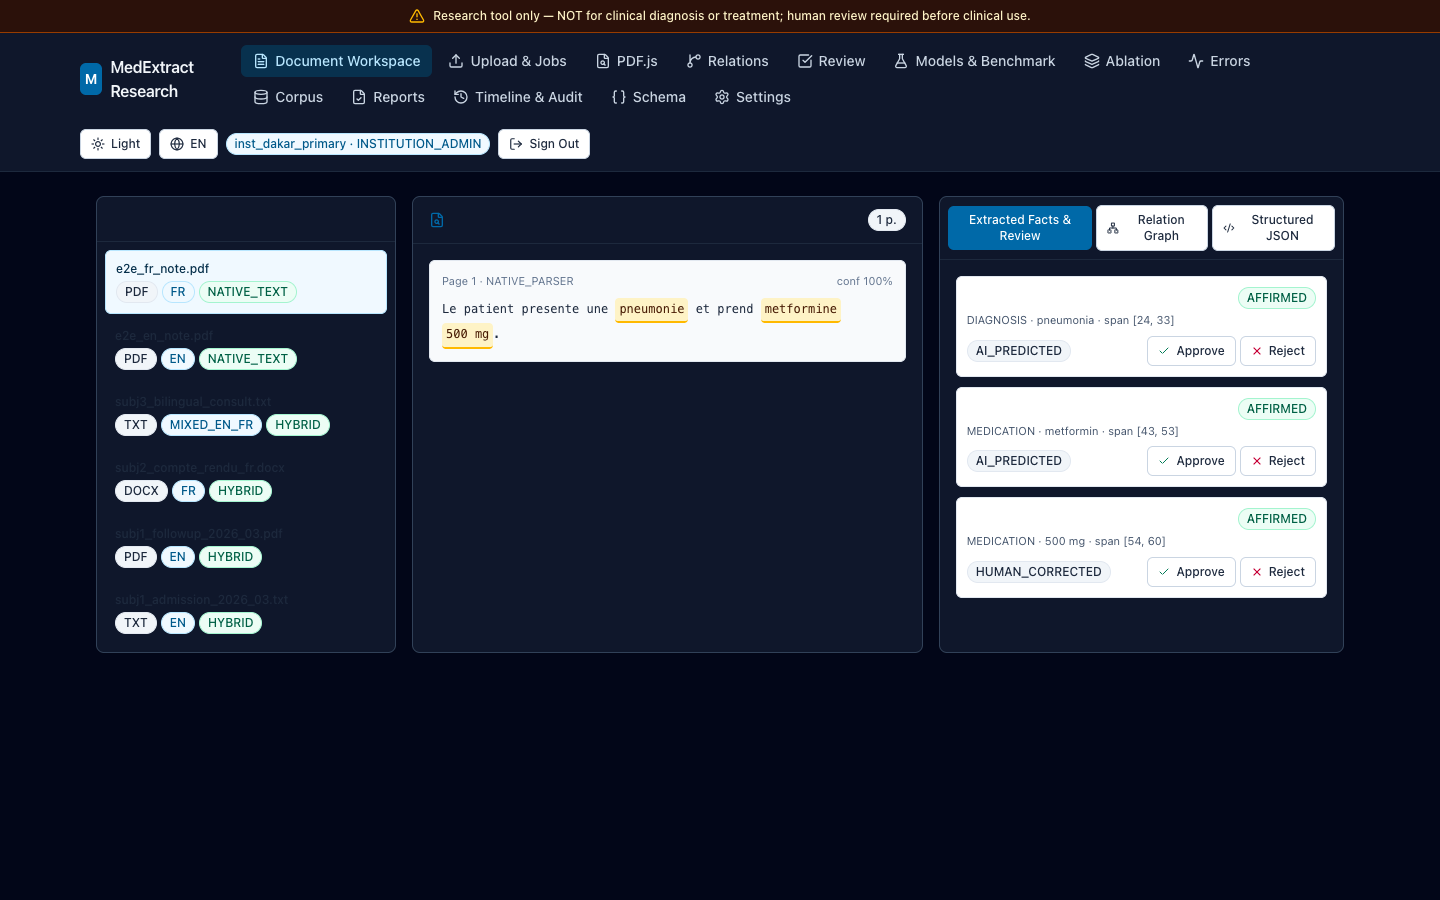 Research tool only — NOT for clinical diagnosis or treatment; human review required before clinical use.
M
MedExtract
Research
Document Workspace
Upload & Jobs
PDF.js
Relations
Review
Models & Benchmark
Ablation
Errors
Corpus
Reports
Timeline & Audit
Schema
Settings
Light
EN
inst_dakar_primary · INSTITUTION_ADMIN
Sign Out
e2e_fr_note.pdf
PDF FR NATIVE_TEXT
e2e_en_note.pdf
PDF EN NATIVE_TEXT
subj3_bilingual_consult.txt
TXT MIXED_EN_FR HYBRID
subj2_compte_rendu_fr.docx
DOCX FR HYBRID
subj1_followup_2026_03.pdf
PDF EN HYBRID
subj1_admission_2026_03.txt
TXT EN HYBRID
1 p.
Page 1 · NATIVE_PARSER conf 100%
Le patient presente une pneumonie et prend metformine
500 mg.
Extracted Facts &
Review
Relation
Graph
Structured
JSON
AFFIRMED
DIAGNOSIS · pneumonia · span [24, 33]
AI_PREDICTED Approve Reject
AFFIRMED
MEDICATION · metformin · span [43, 53]
AI_PREDICTED Approve Reject
AFFIRMED
MEDICATION · 500 mg · span [54, 60]
HUMAN_CORRECTED Approve Reject